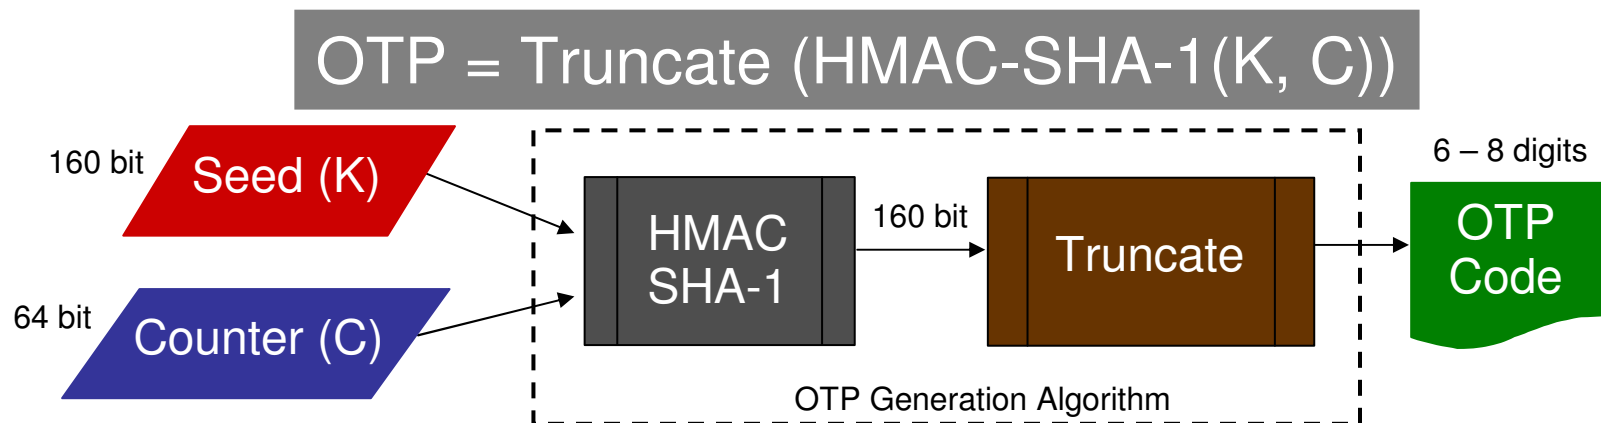 OTP = Truncate (HMAC-SHA-1(K, C))
160 bit
Seed (K)
64 bit
Counter (C)
HMAC
SHA-1
160 bit
Truncate
OTP Generation Algorithm
6 – 8 digits
OTP
Code